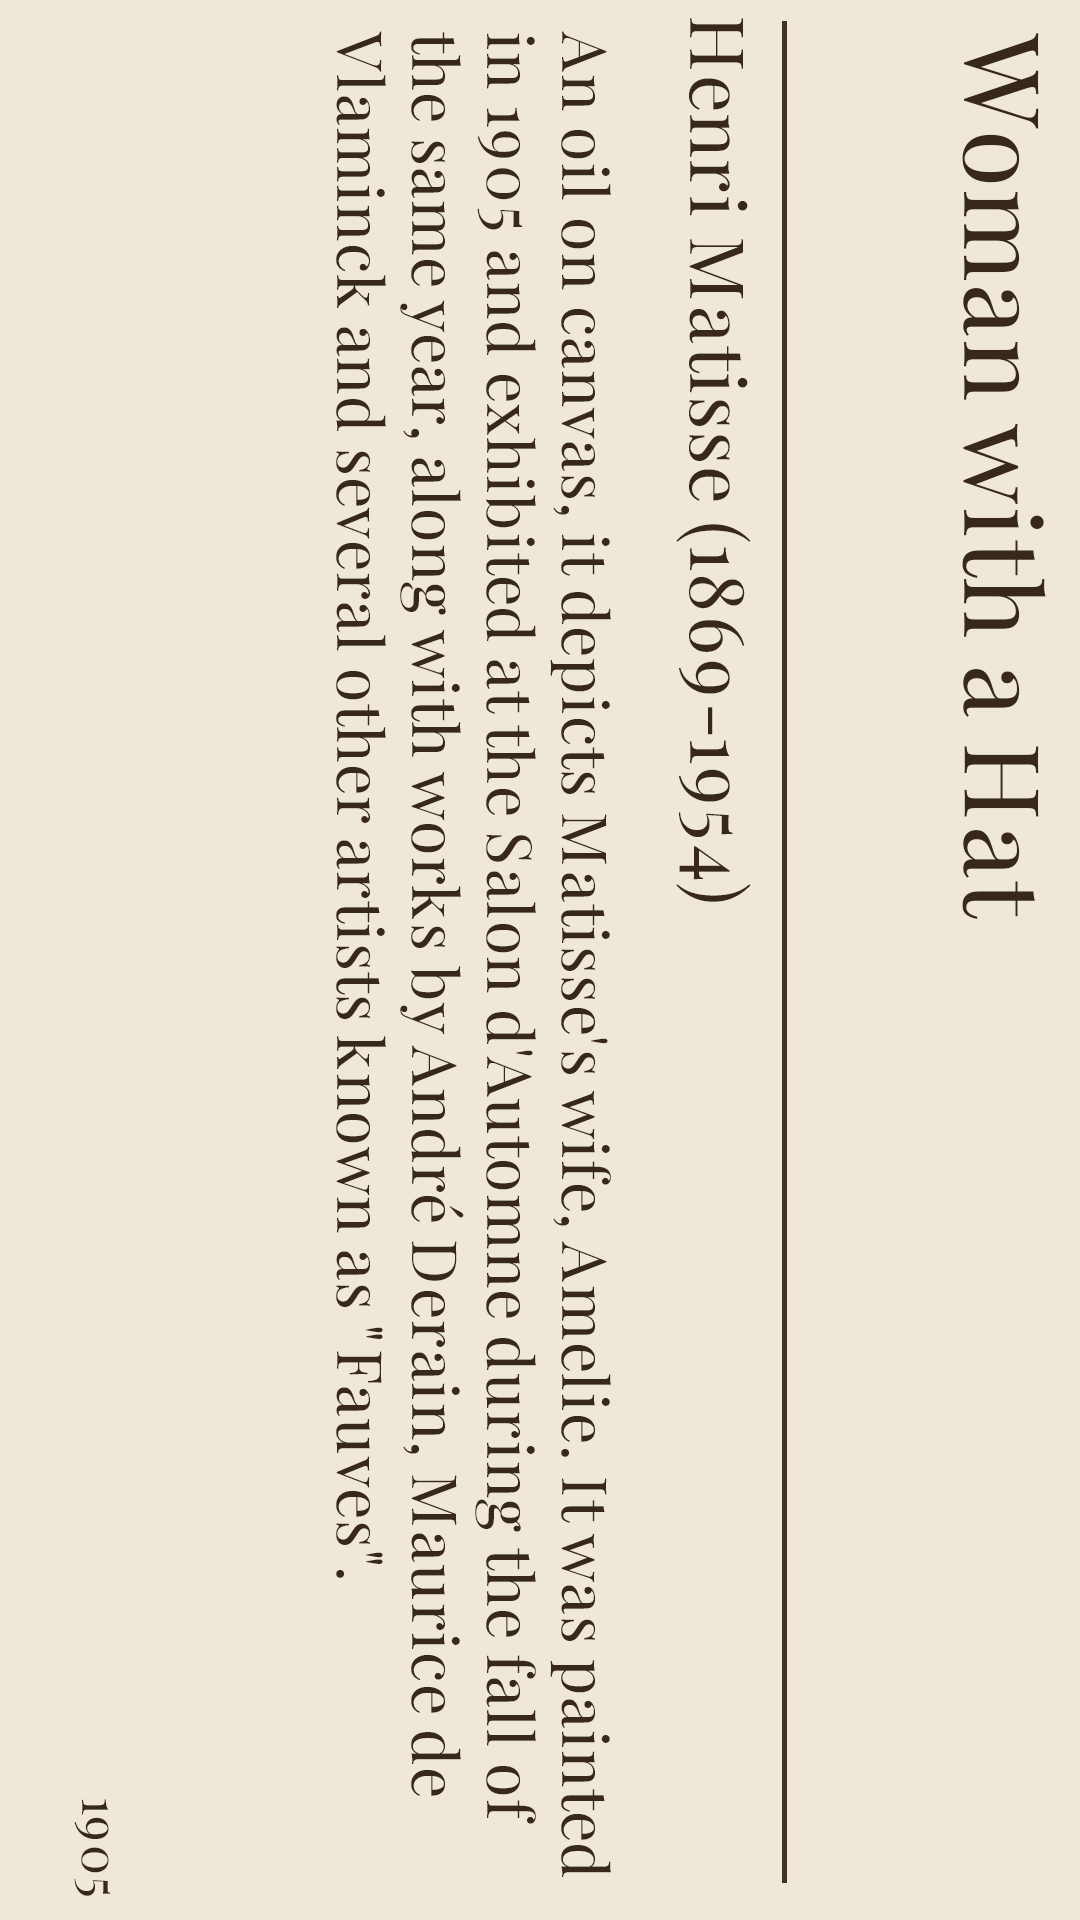 Woman with a Hat
Henri Matisse (1869-1954)
An oil on canvas, it depicts Matisse's wife, Amelie. It was painted
in 1905 and exhibited at the Salon d'Automne during the fall of
the same year, along with works by André Derain, Maurice de
Vlaminck and several other artists known as "Fauves".
1905